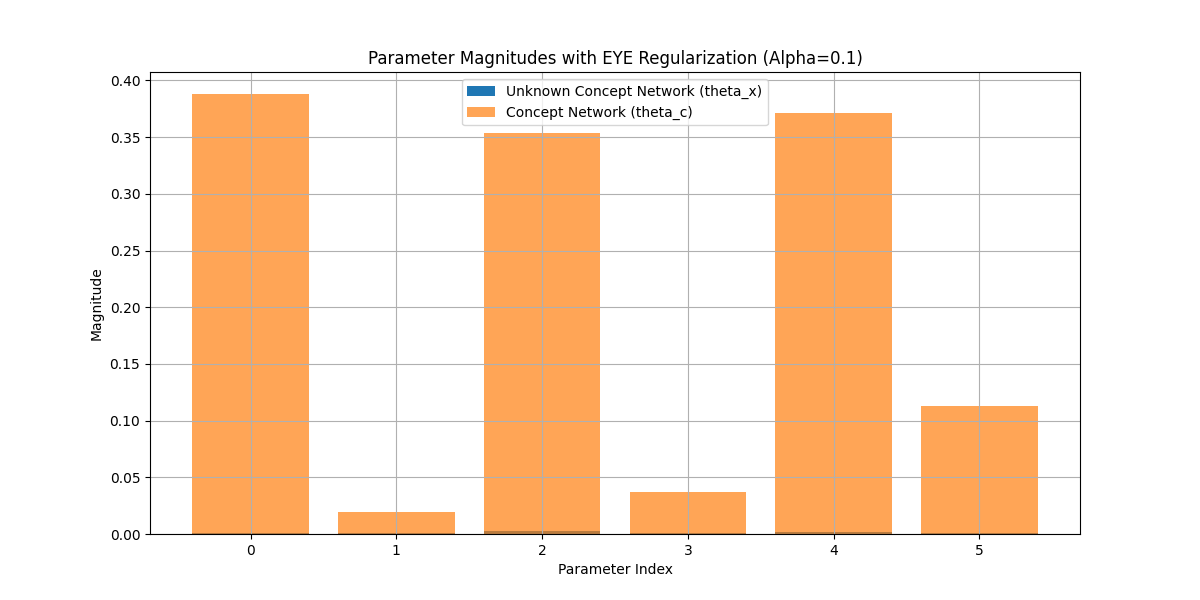 Parameter Magnitudes with EYE Regularization (Alpha=0.1)
Unknown Concept Network (theta_x)
Concept Network (theta_c)
0.40
0.35
0.30
0.25
0.20
0.15
0.10
0.05
0.00
Magnitude
0 1 2 3 4 5
Parameter Index